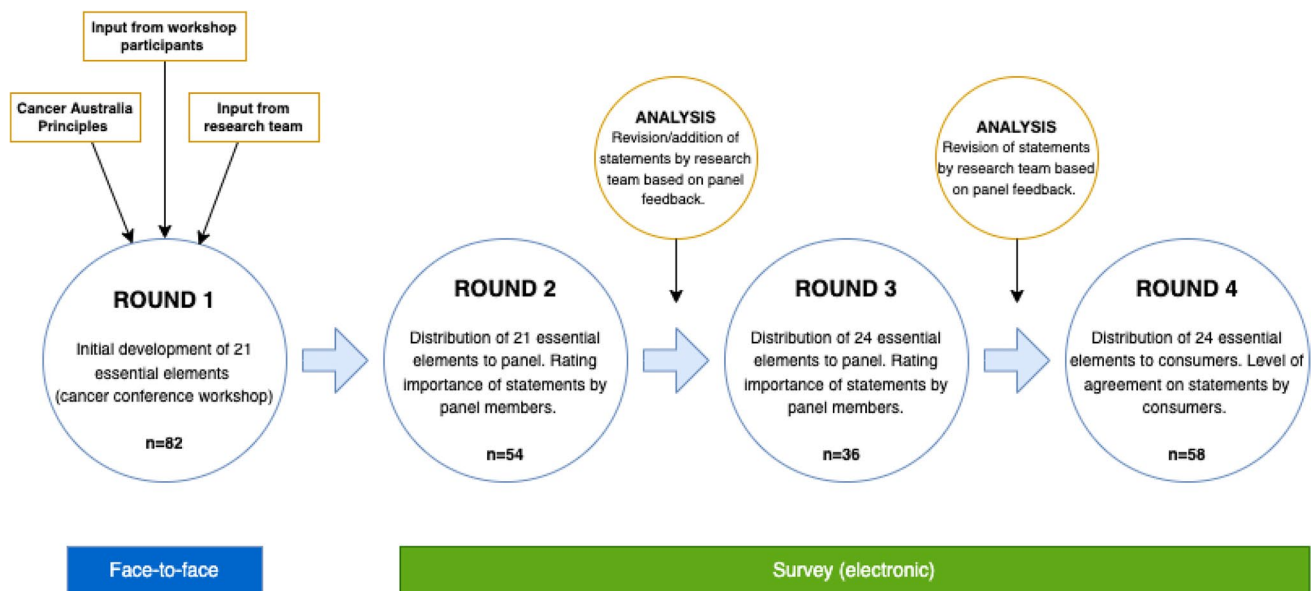 Input from workshop
participants
Cancer Australia
Principles
Input from
research team
ROUND 1
Initial development of 21
essential elements
(cancer conference workshop)
n=82
ROUND 2
Distribution of 21 essential
elements to panel. Rating
importance of statements by
panel members.
n=54
ANALYSIS
Revision/addition of
statements by research
team based on panel
feedback.
ROUND 3
Distribution of 24 essential
elements to panel. Rating
importance of statements by
panel members.
n=36
ANALYSIS
Revision of statements
by research team based
on panel feedback.
ROUND 4
Distribution of 24 essential
elements to consumers. Level of
agreement on statements by
consumers.
n=58
Face-to-face
Survey (electronic)